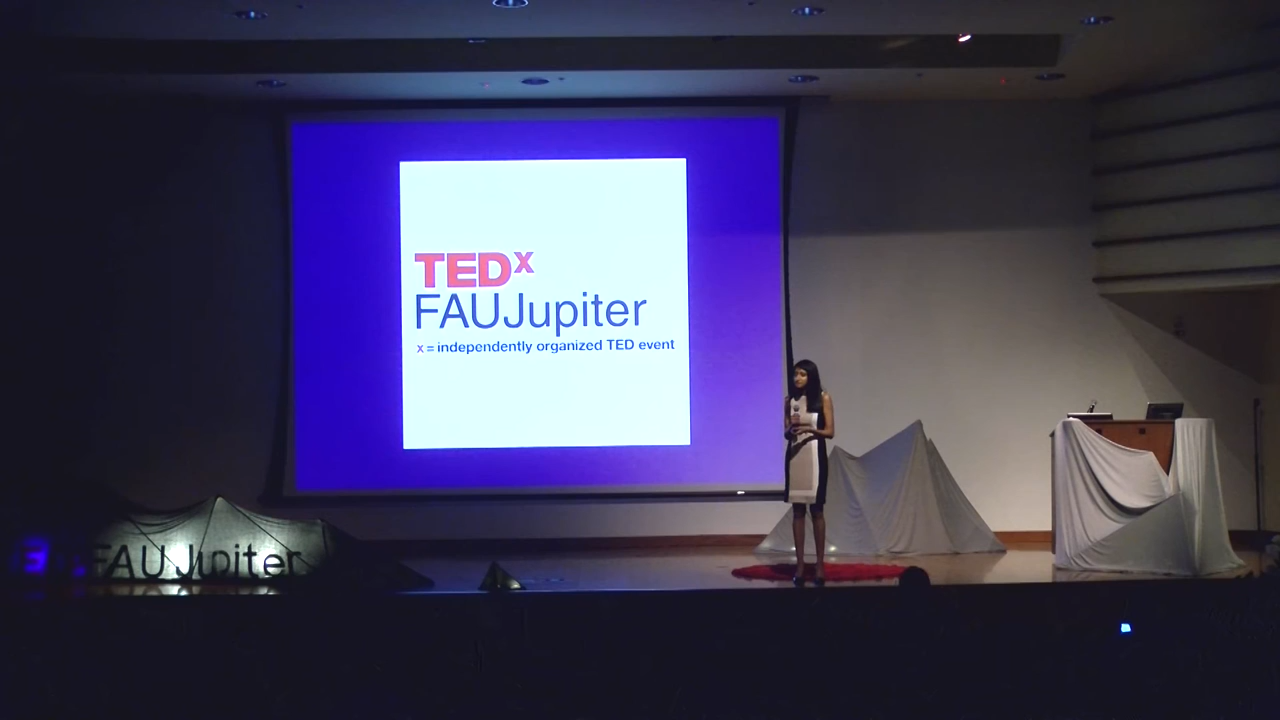 TEDx
FAUJupiter
x = independently organized TED event
FAUJupiter